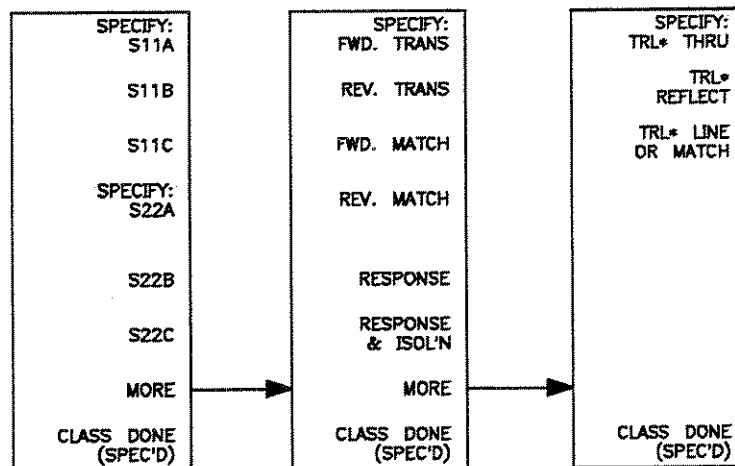 SPECIFY:
S11A
S11B
S11C
SPECIFY:
S22A
S22B
S22C
MORE
CLASS DONE
(SPEC'D)
SPECIFY:
FWD. TRANS
REV. TRANS
FWD. MATCH
REV. MATCH
RESPONSE
RESPONSE
& ISOL'N
MORE
CLASS DONE
(SPEC'D)
SPECIFY:
TRL* THRU
TRL*
REFLECT
TRL* LINE
OR MATCH
CLASS DONE
(SPEC'D)